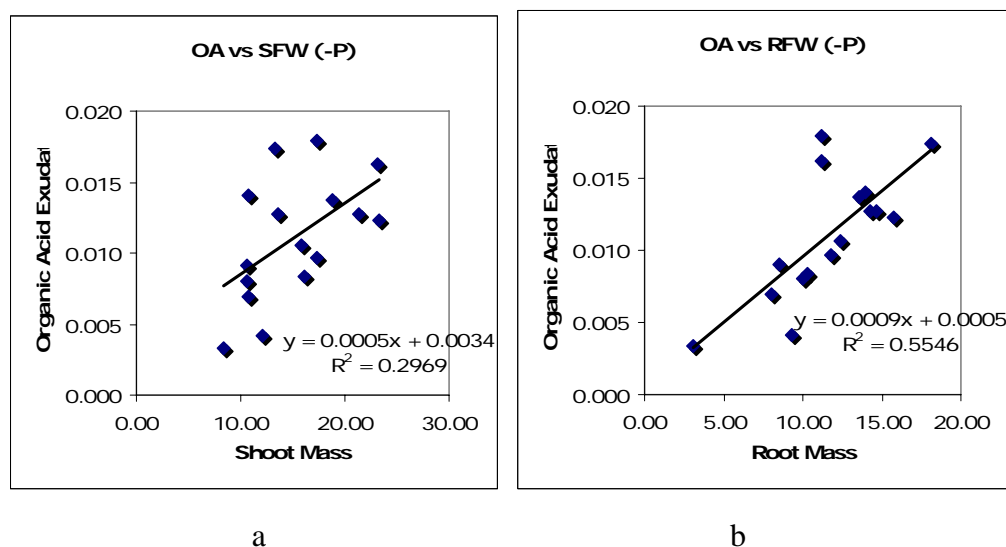 OA vs SFW (-P)
Organic Acid Exuda
0.020
0.015
0.010
0.005
0.000
y = 0.0005x + 0.0034
R² = 0.2969
0.00 10.00 20.00 30.00
Shoot Mass
a
OA vs RFW (-P)
Organic Acid Exuda
0.020
0.015
0.010
0.005
0.000
y = 0.0009x + 0.0005
R² = 0.5546
0.00 5.00 10.00 15.00 20.00
Root Mass
b